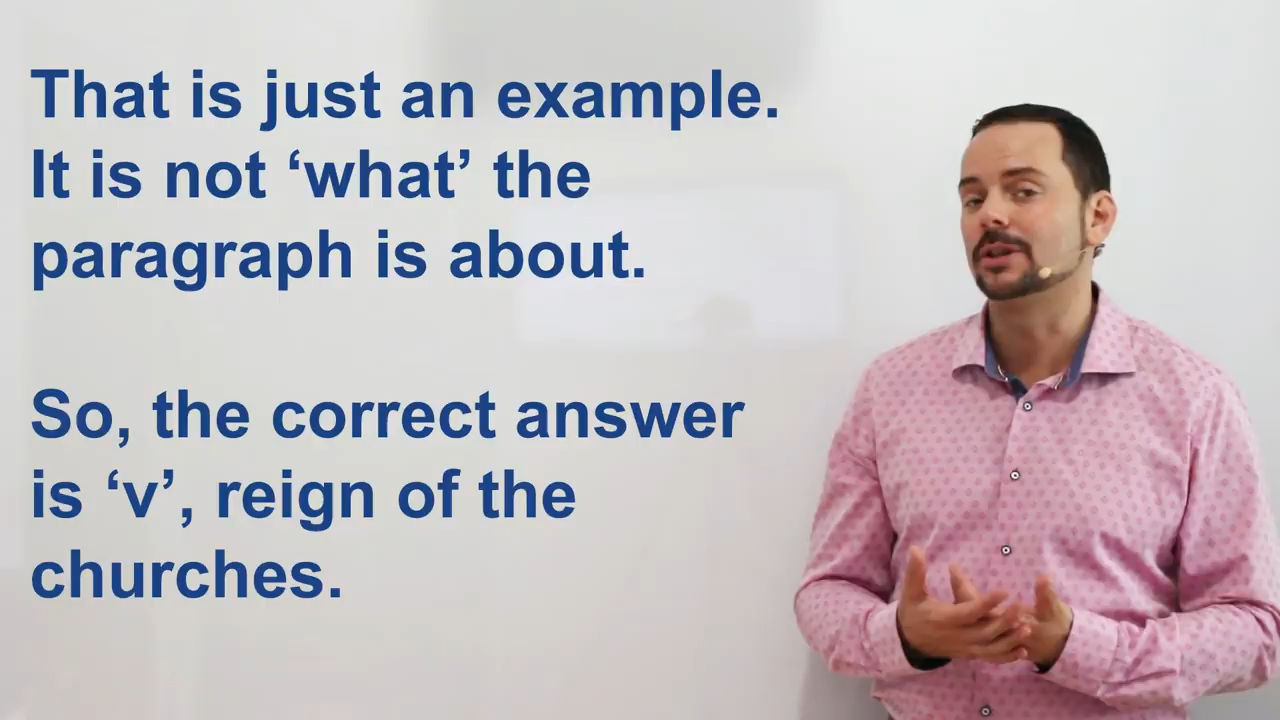 That is just an example.
It is not ‘what’ the
paragraph is about.
So, the correct answer
is ‘v’, reign of the
churches.